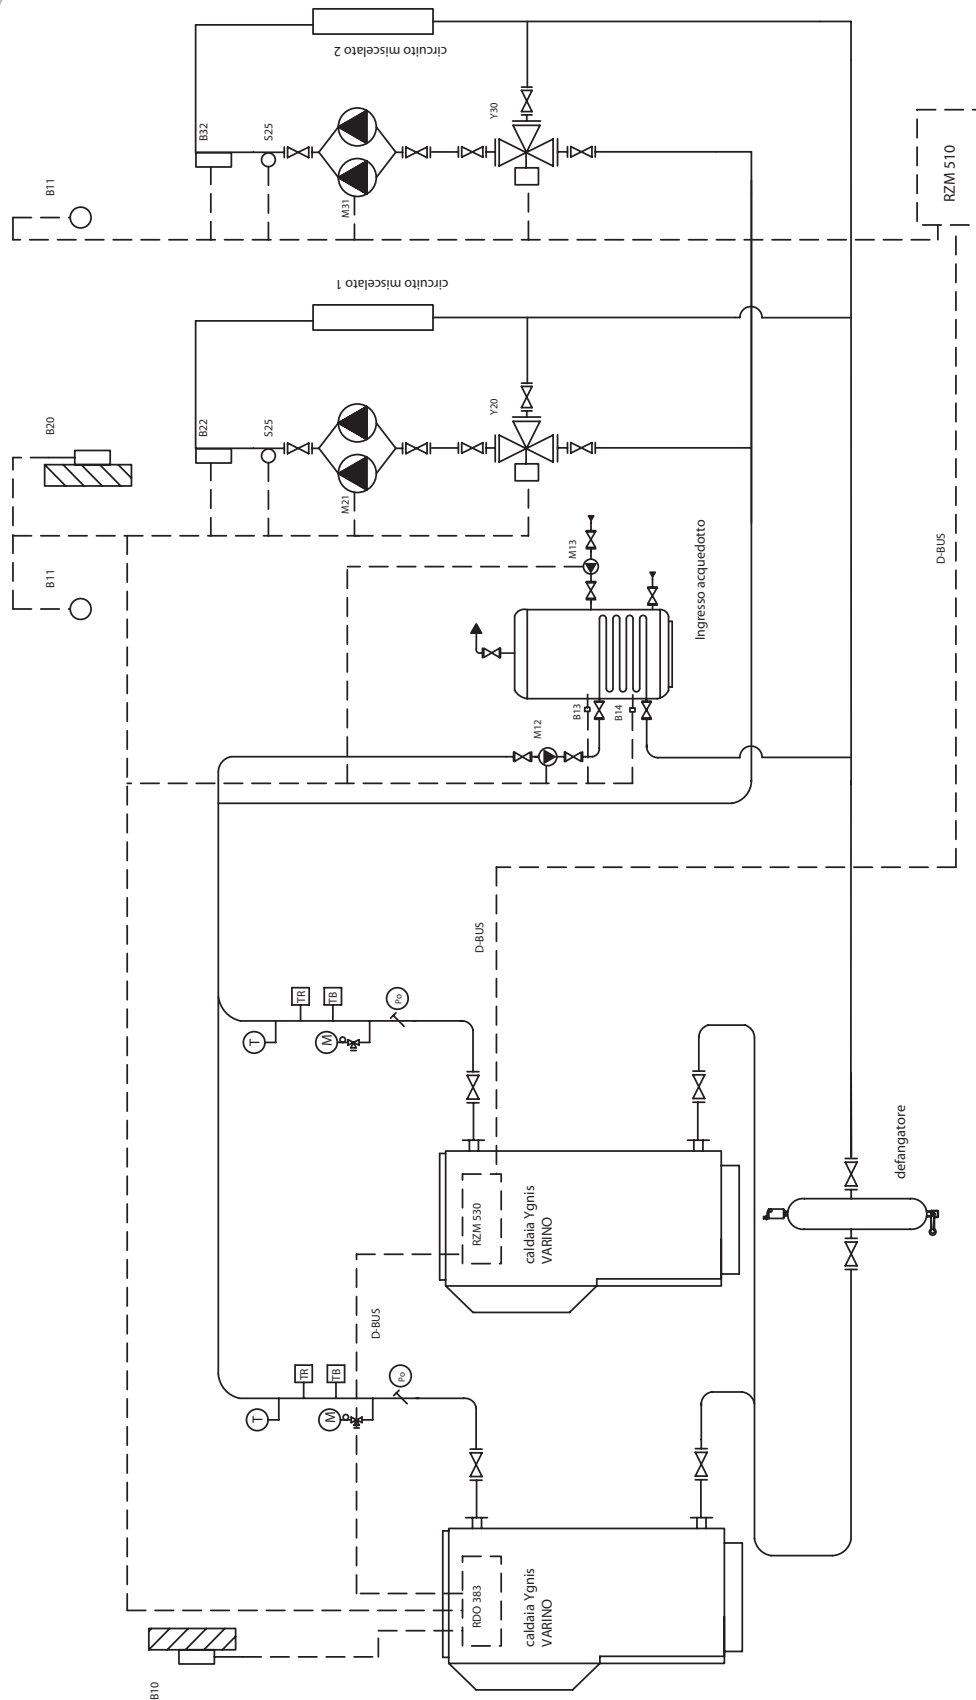 B11
B32
S25
M31
circuito miscelato 2
Y30
RZM 510
B20
B11
B22
S25
M21
circuito miscelato 1
Y20
M13
Ingresso acquedotto
B13
B14
M12
D-BUS
D-BUS
T
TR
TB
M
Po
RZM 530
caldaia Ygnis
VARINO
defangatore
D-BUS
T
TR
TB
M
Po
RDO 383
caldaia Ygnis
VARINO
B10